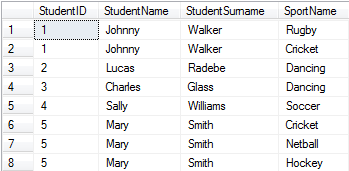 StudentID StudentName StudentSurname SportName
1 1 Johnny Walker Rugby
2 1 Johnny Walker Cricket
3 2 Lucas Radebe Dancing
4 3 Charles Glass Dancing
5 4 Sally Williams Soccer
6 5 Mary Smith Cricket
7 5 Mary Smith Netball
8 5 Mary Smith Hockey